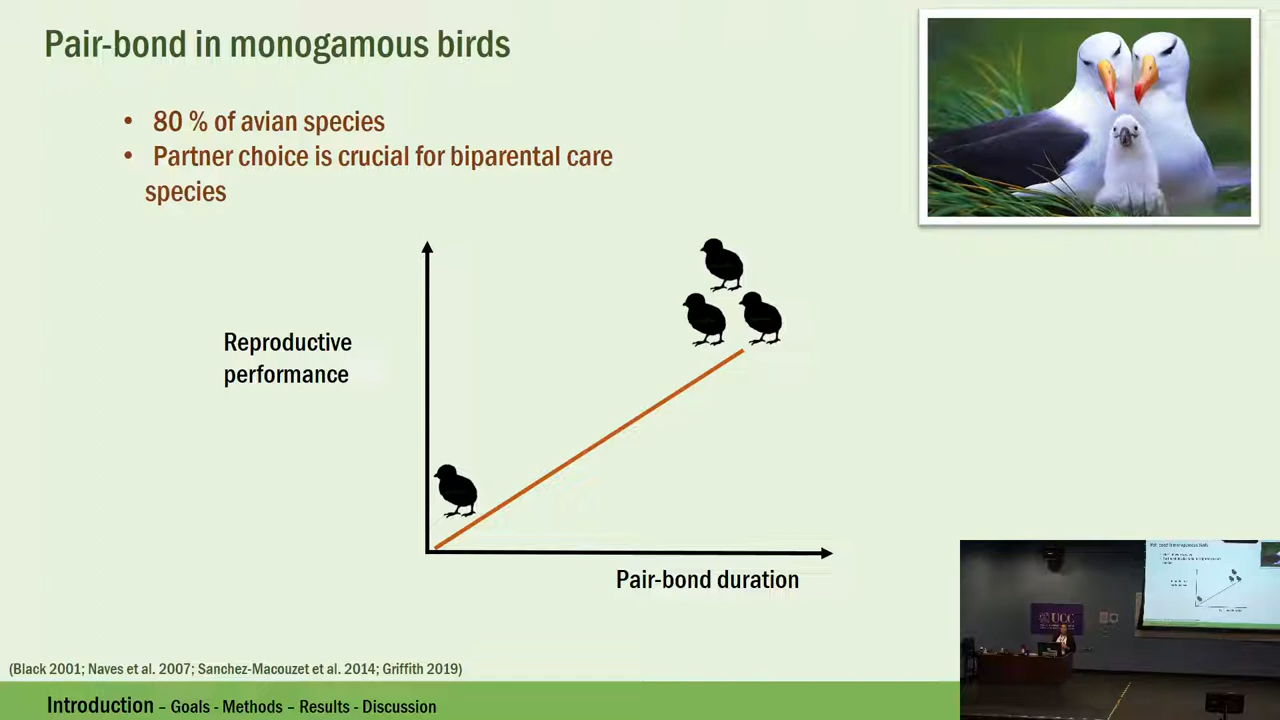 Pair-bond in monogamous birds
• 80 % of avian species
• Partner choice is crucial for biparental care
species
Reproductive
performance
Pair-bond duration
(Black 2001; Naves et al. 2007; Sanchez-Macouzet et al. 2014; Griffith 2019)
Introduction – Goals - Methods – Results - Discussion
UCC